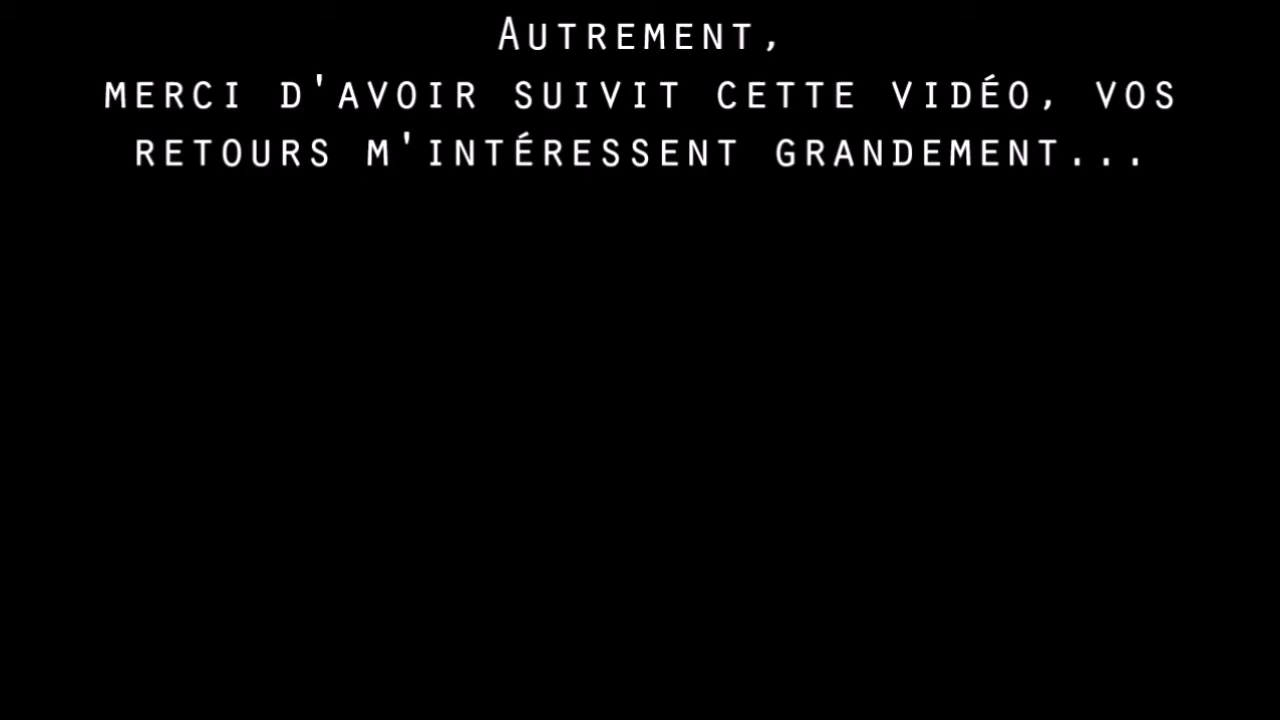 Autrement,
merci d'avoir suivit cette vidéo, vos
retours m'intéressent grandement...